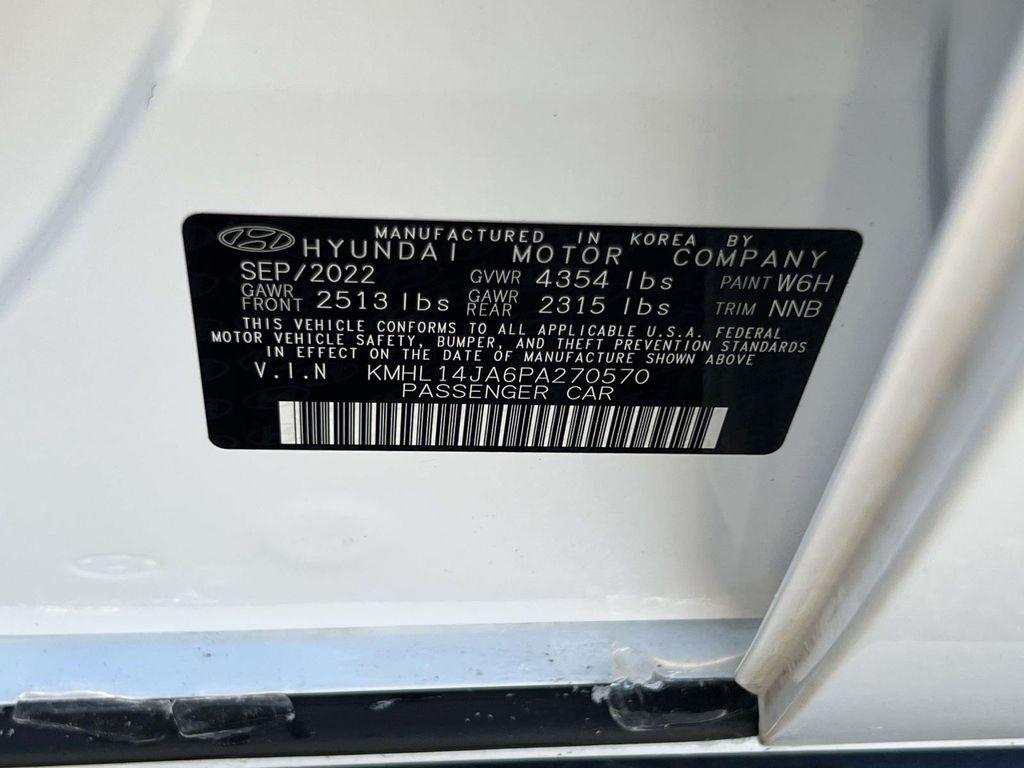 MANUFACTURED IN KOREA BY
HYUNDAI MOTOR COMPANY
SEP/2022 GVWR 4354 lbs PAINT W6H
GAWR FRONT 2513 lbs GAWR REAR 2315 lbs TRIM NNB
THIS VEHICLE CONFORMS TO ALL APPLICABLE U.S.A. FEDERAL
MOTOR VEHICLE SAFETY, BUMPER, AND THEFT PREVENTION STANDARDS
IN EFFECT ON THE DATE OF MANUFACTURE SHOWN ABOVE
V.I.N KMHL14JA6PA270570
PASSENGER CAR